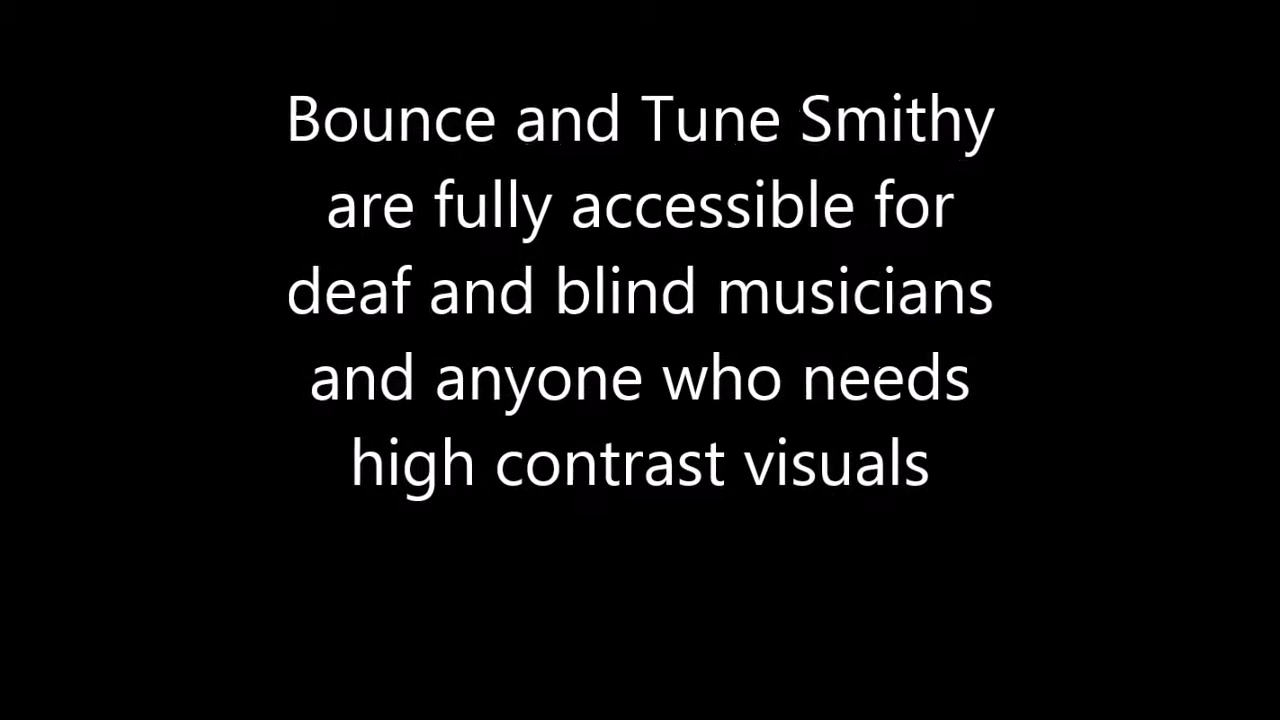 Bounce and Tune Smithy
are fully accessible for
deaf and blind musicians
and anyone who needs
high contrast visuals